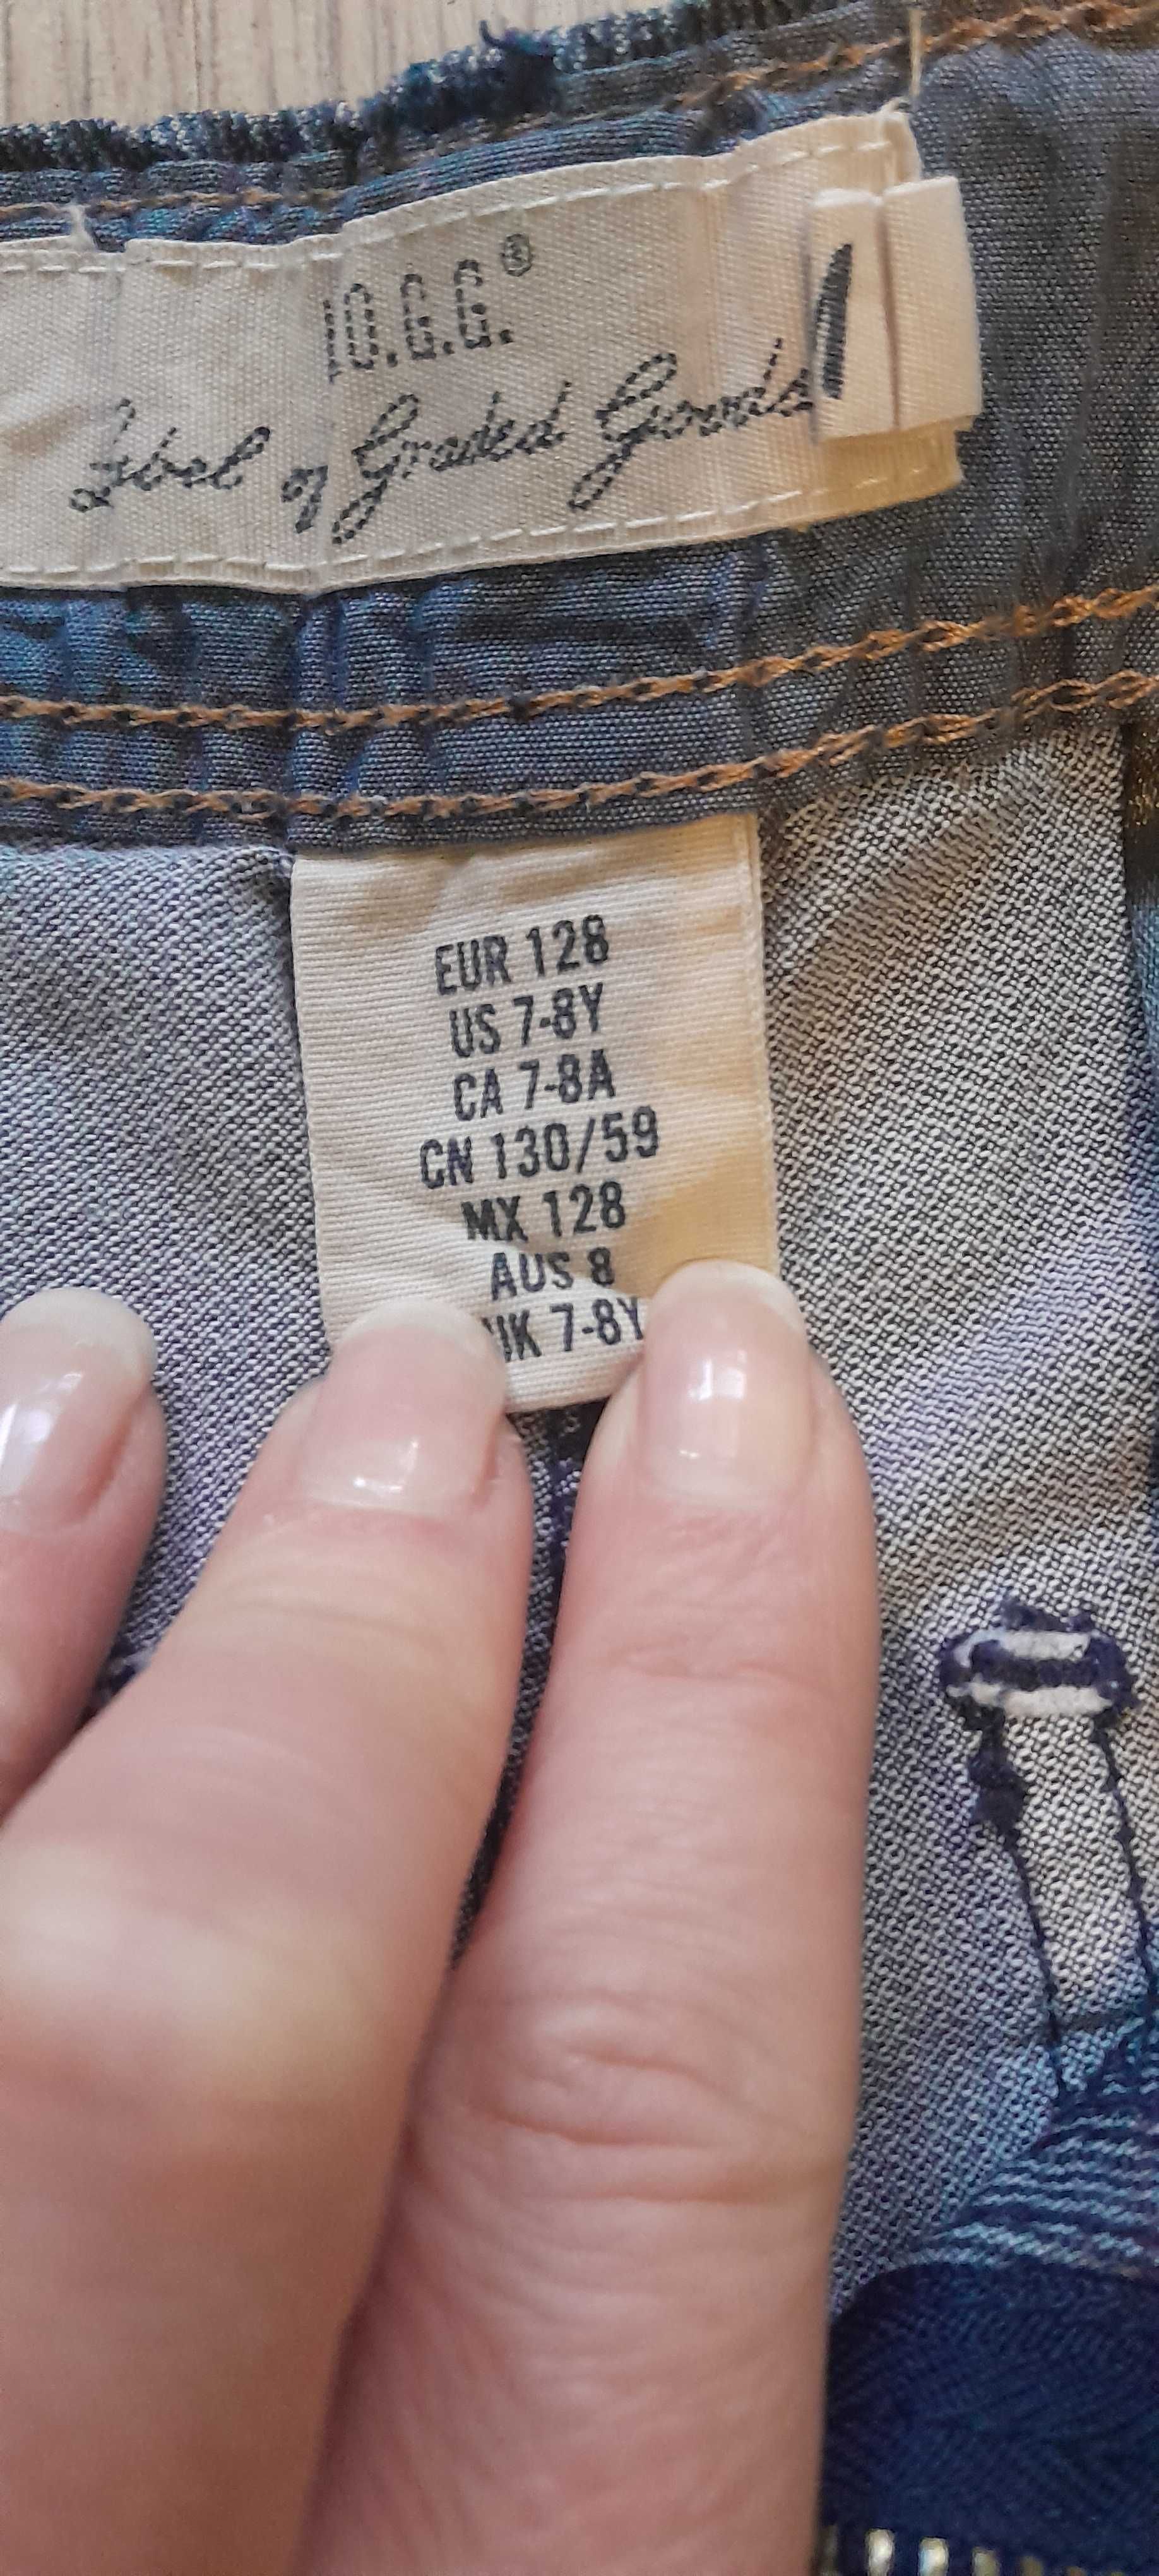 L.O.G.G.®
Label of Graded Goods
EUR 128
US 7-8Y
CA 7-8A
CN 130/59
MX 128
AUS 8
UK 7-8Y